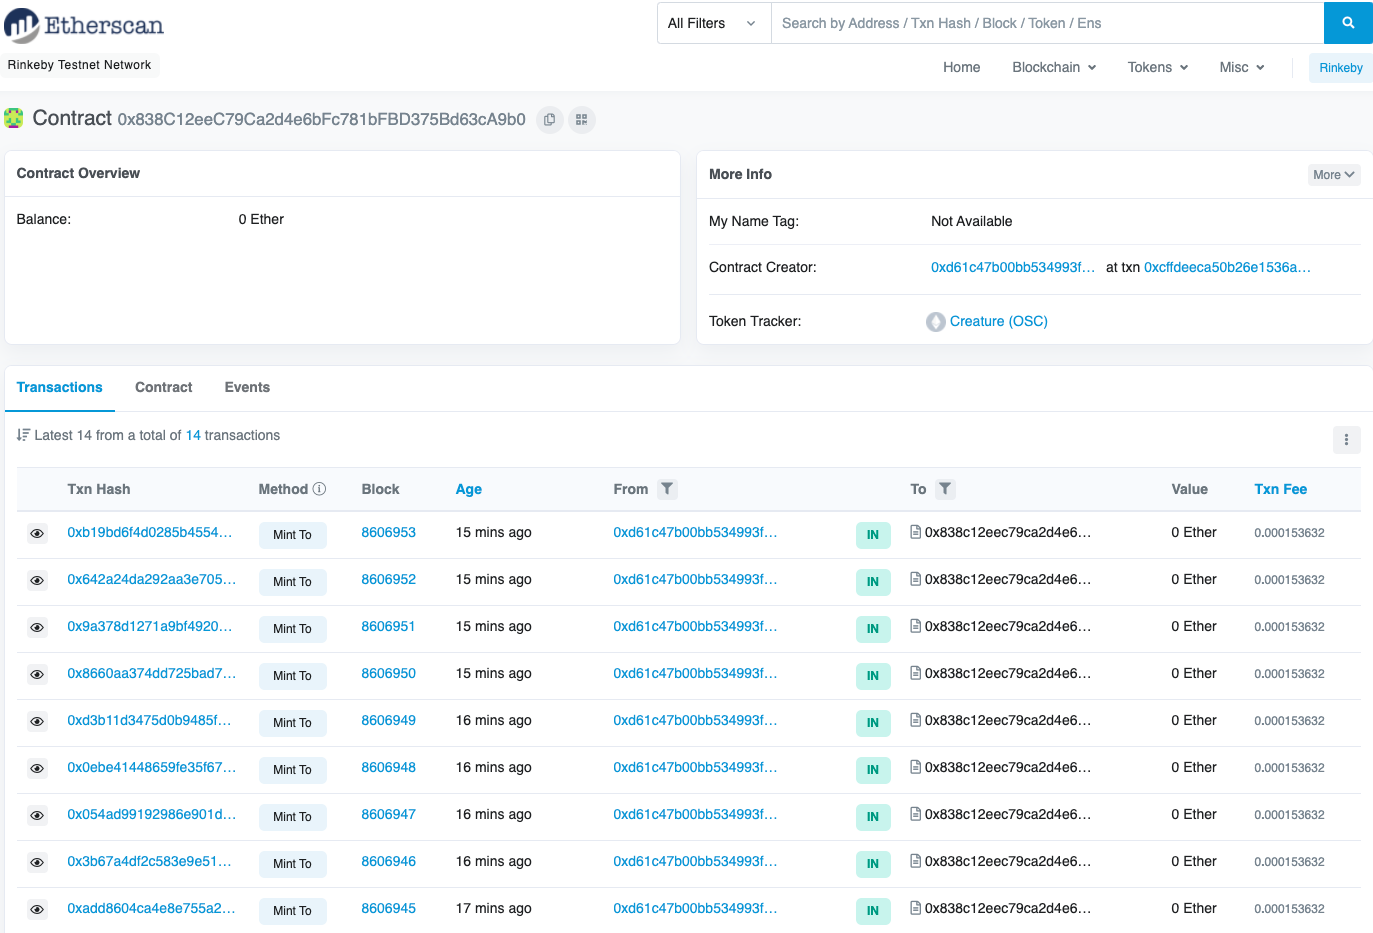 Etherscan
All Filters
Search by Address / Txn Hash / Block / Token / Ens
Rinkeby Testnet Network
Home Blockchain Tokens Misc Rinkeby
Contract 0x838C12eeC79Ca2d4e6bFc781bFBD375Bd63cA9b0
Contract Overview
Balance: 0 Ether
More Info More
My Name Tag: Not Available
Contract Creator: 0xd61c47b00bb534993f... at txn 0xcffdeeca50b26e1536a...
Token Tracker: Creature (OSC)
Transactions Contract Events
Latest 14 from a total of 14 transactions
Txn Hash Method Block Age From To Value Txn Fee
0xb19bd6f4d0285b4554... Mint To 8606953 15 mins ago 0xd61c47b00bb534993f... IN 0x838c12eec79ca2d4e6... 0 Ether 0.000153632
0x642a24da292aa3e705... Mint To 8606952 15 mins ago 0xd61c47b00bb534993f... IN 0x838c12eec79ca2d4e6... 0 Ether 0.000153632
0x9a378d1271a9bf4920... Mint To 8606951 15 mins ago 0xd61c47b00bb534993f... IN 0x838c12eec79ca2d4e6... 0 Ether 0.000153632
0x8660aa374dd725bad7... Mint To 8606950 15 mins ago 0xd61c47b00bb534993f... IN 0x838c12eec79ca2d4e6... 0 Ether 0.000153632
0xd3b11d3475d0b9485f... Mint To 8606949 16 mins ago 0xd61c47b00bb534993f... IN 0x838c12eec79ca2d4e6... 0 Ether 0.000153632
0x0ebe41448659fe35f67... Mint To 8606948 16 mins ago 0xd61c47b00bb534993f... IN 0x838c12eec79ca2d4e6... 0 Ether 0.000153632
0x054ad99192986e901d... Mint To 8606947 16 mins ago 0xd61c47b00bb534993f... IN 0x838c12eec79ca2d4e6... 0 Ether 0.000153632
0x3b67a4df2c583e9e51... Mint To 8606946 16 mins ago 0xd61c47b00bb534993f... IN 0x838c12eec79ca2d4e6... 0 Ether 0.000153632
0xadd8604ca4e8e755a2... Mint To 8606945 17 mins ago 0xd61c47b00bb534993f... IN 0x838c12eec79ca2d4e6... 0 Ether 0.000153632